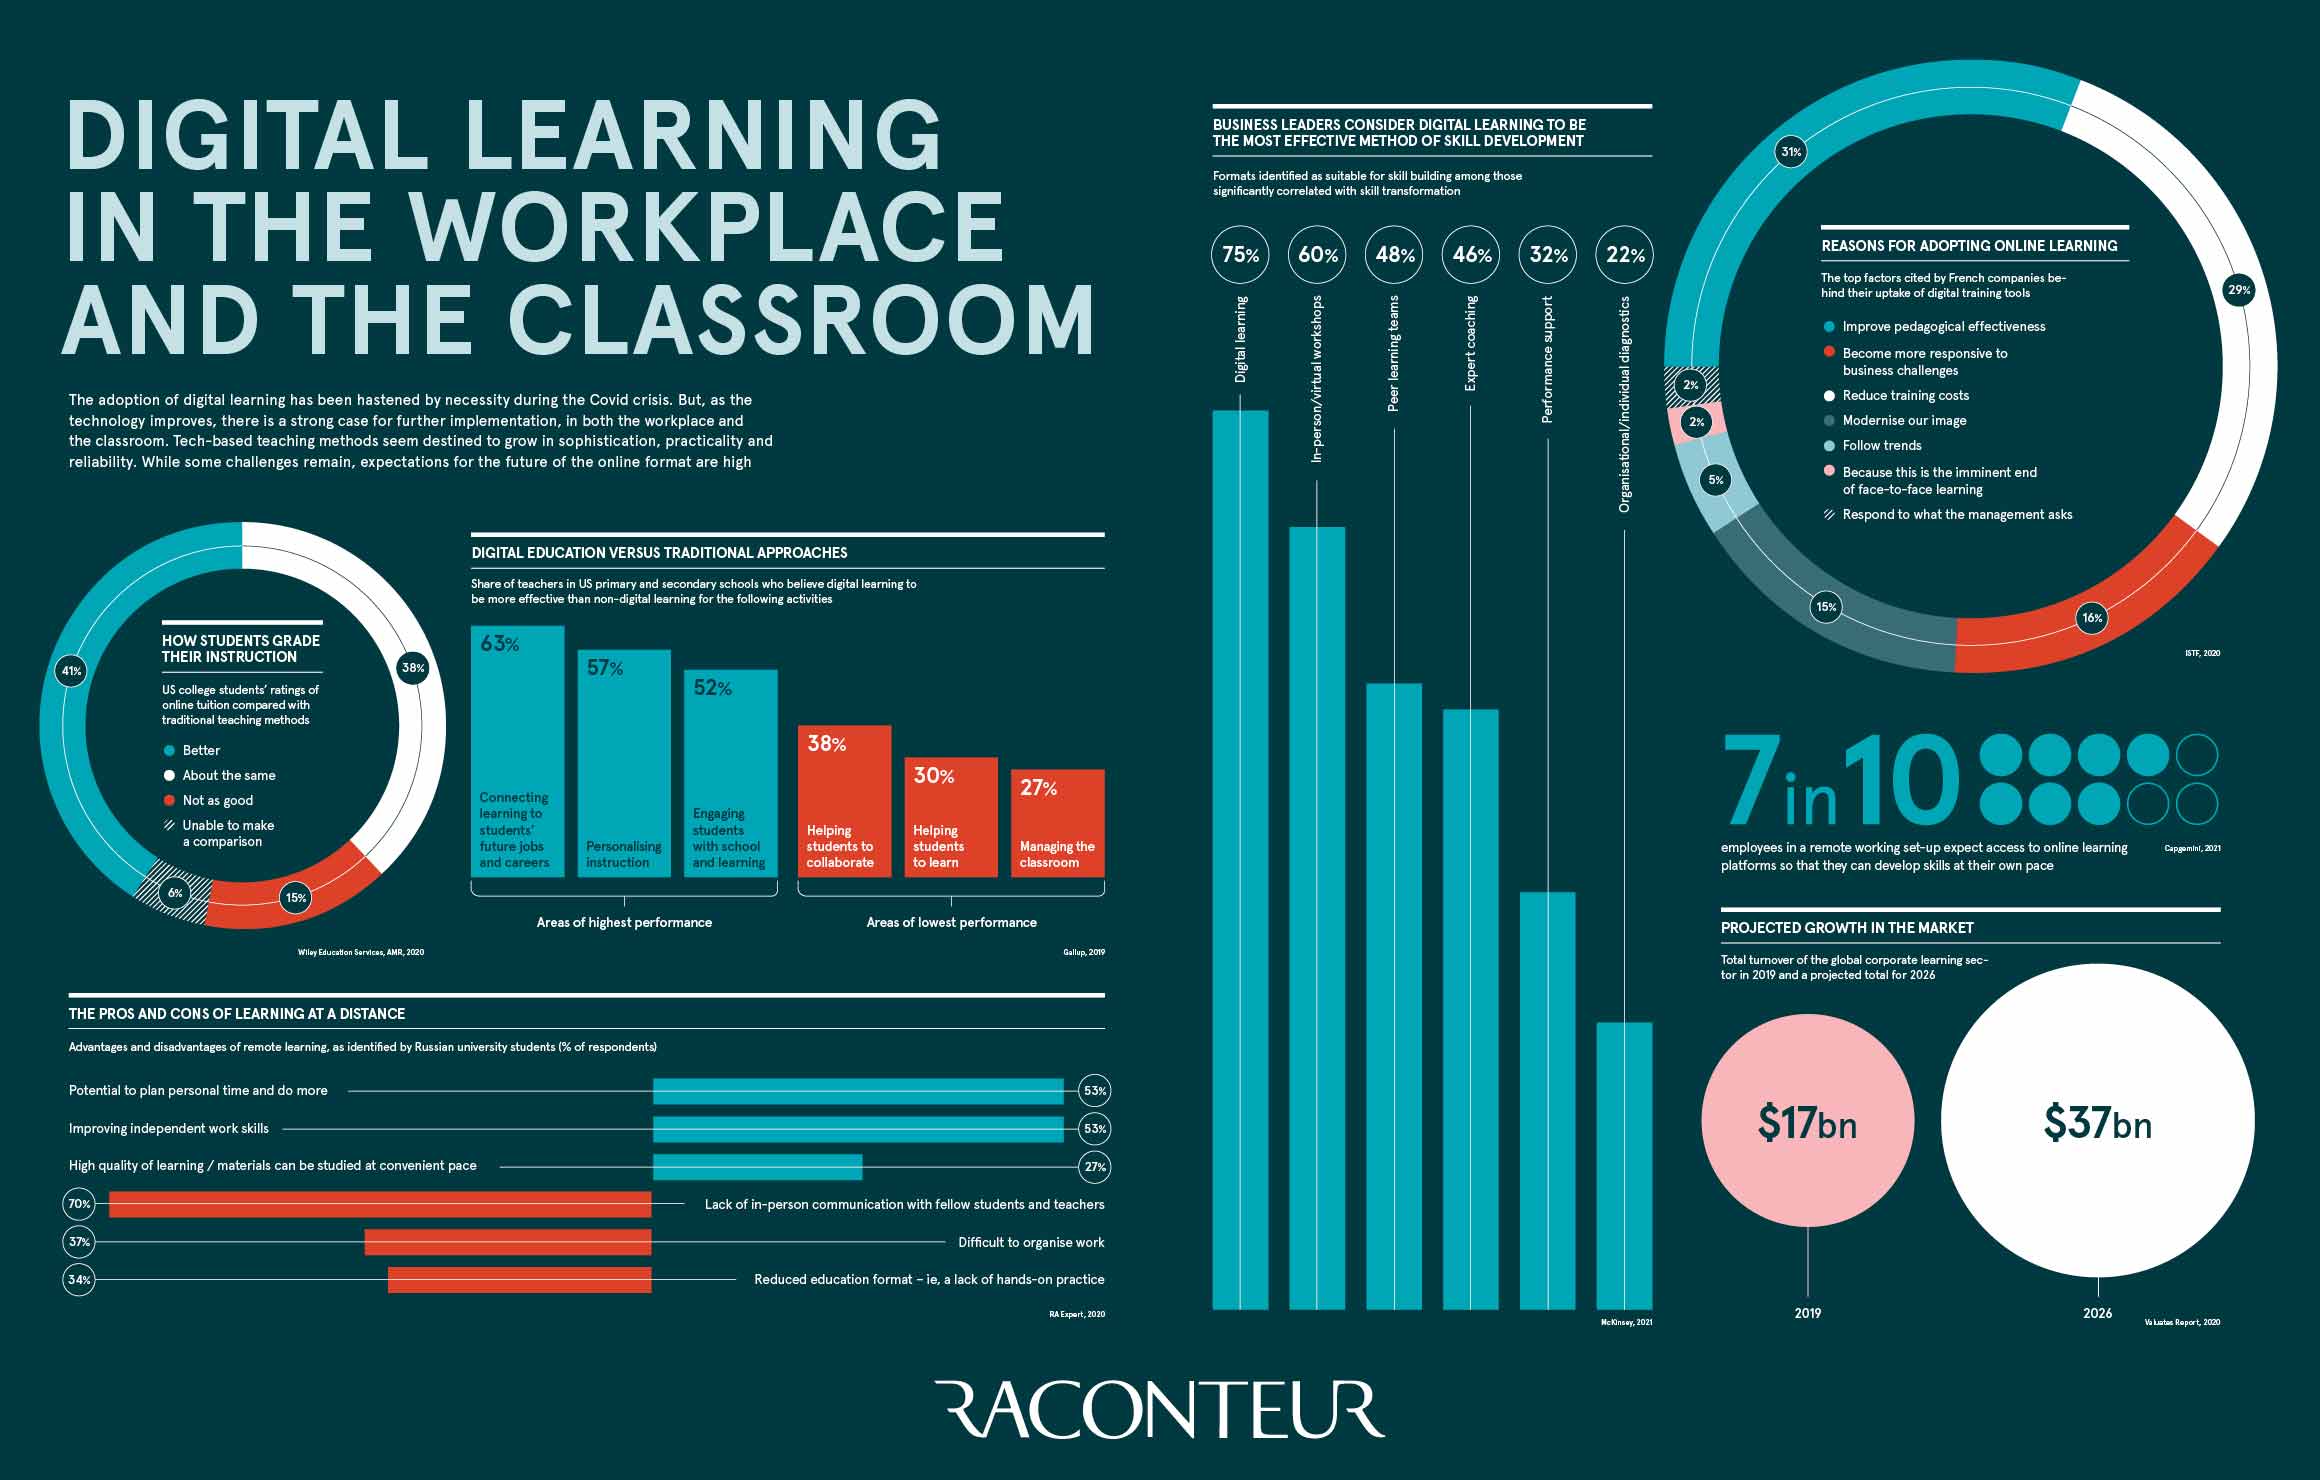 DIGITAL LEARNING
IN THE WORKPLACE
AND THE CLASSROOM
The adoption of digital learning has been hastened by necessity during the Covid crisis. But, as the
technology improves, there is a strong case for further implementation, in both the workplace and
the classroom. Tech-based teaching methods seem destined to grow in sophistication, practicality and
reliability. While some challenges remain, expectations for the future of the online format are high
HOW STUDENTS GRADE
THEIR INSTRUCTION
US college students' ratings of
online tuition compared with
traditional teaching methods
Better
About the same
Not as good
Unable to make
a comparison
41%
38%
6%
15%
Wiley Education Services, AMR, 2020
DIGITAL EDUCATION VERSUS TRADITIONAL APPROACHES
Share of teachers in US primary and secondary schools who believe digital learning to
be more effective than non-digital learning for the following activities
63%
Connecting
learning to
students'
future jobs
and careers
57%
Personalising
instruction
52%
Engaging
students
with school
and learning
38%
Helping
students to
collaborate
30%
Helping
students
to learn
27%
Managing the
classroom
Areas of highest performance
Areas of lowest performance
Gallup, 2019
THE PROS AND CONS OF LEARNING AT A DISTANCE
Advantages and disadvantages of remote learning, as identified by Russian university students (% of respondents)
Potential to plan personal time and do more
53%
Improving independent work skills
53%
High quality of learning / materials can be studied at convenient pace
27%
70%
Lack of in-person communication with fellow students and teachers
37%
Difficult to organise work
34%
Reduced education format – ie, a lack of hands-on practice
RA Expert, 2020
BUSINESS LEADERS CONSIDER DIGITAL LEARNING TO BE
THE MOST EFFECTIVE METHOD OF SKILL DEVELOPMENT
Formats identified as suitable for skill building among those
significantly correlated with skill transformation
75%
60%
48%
46%
32%
22%
Digital learning
In-person/virtual workshops
Peer learning teams
Expert coaching
Performance support
Organisational/individual diagnostics
McKinsey, 2021
REASONS FOR ADOPTING ONLINE LEARNING
The top factors cited by French companies be-
hind their uptake of digital training tools
Improve pedagogical effectiveness
Become more responsive to
business challenges
Reduce training costs
Modernise our image
Follow trends
Because this is the imminent end
of face-to-face learning
Respond to what the management asks
31%
29%
2%
2%
5%
15%
16%
ISTF, 2020
7in10
employees in a remote working set-up expect access to online learning
platforms so that they can develop skills at their own pace
Capgemini, 2021
PROJECTED GROWTH IN THE MARKET
Total turnover of the global corporate learning sec-
tor in 2019 and a projected total for 2026
$17bn
$37bn
2019
2026
Valuates Report, 2020
RACONTEUR